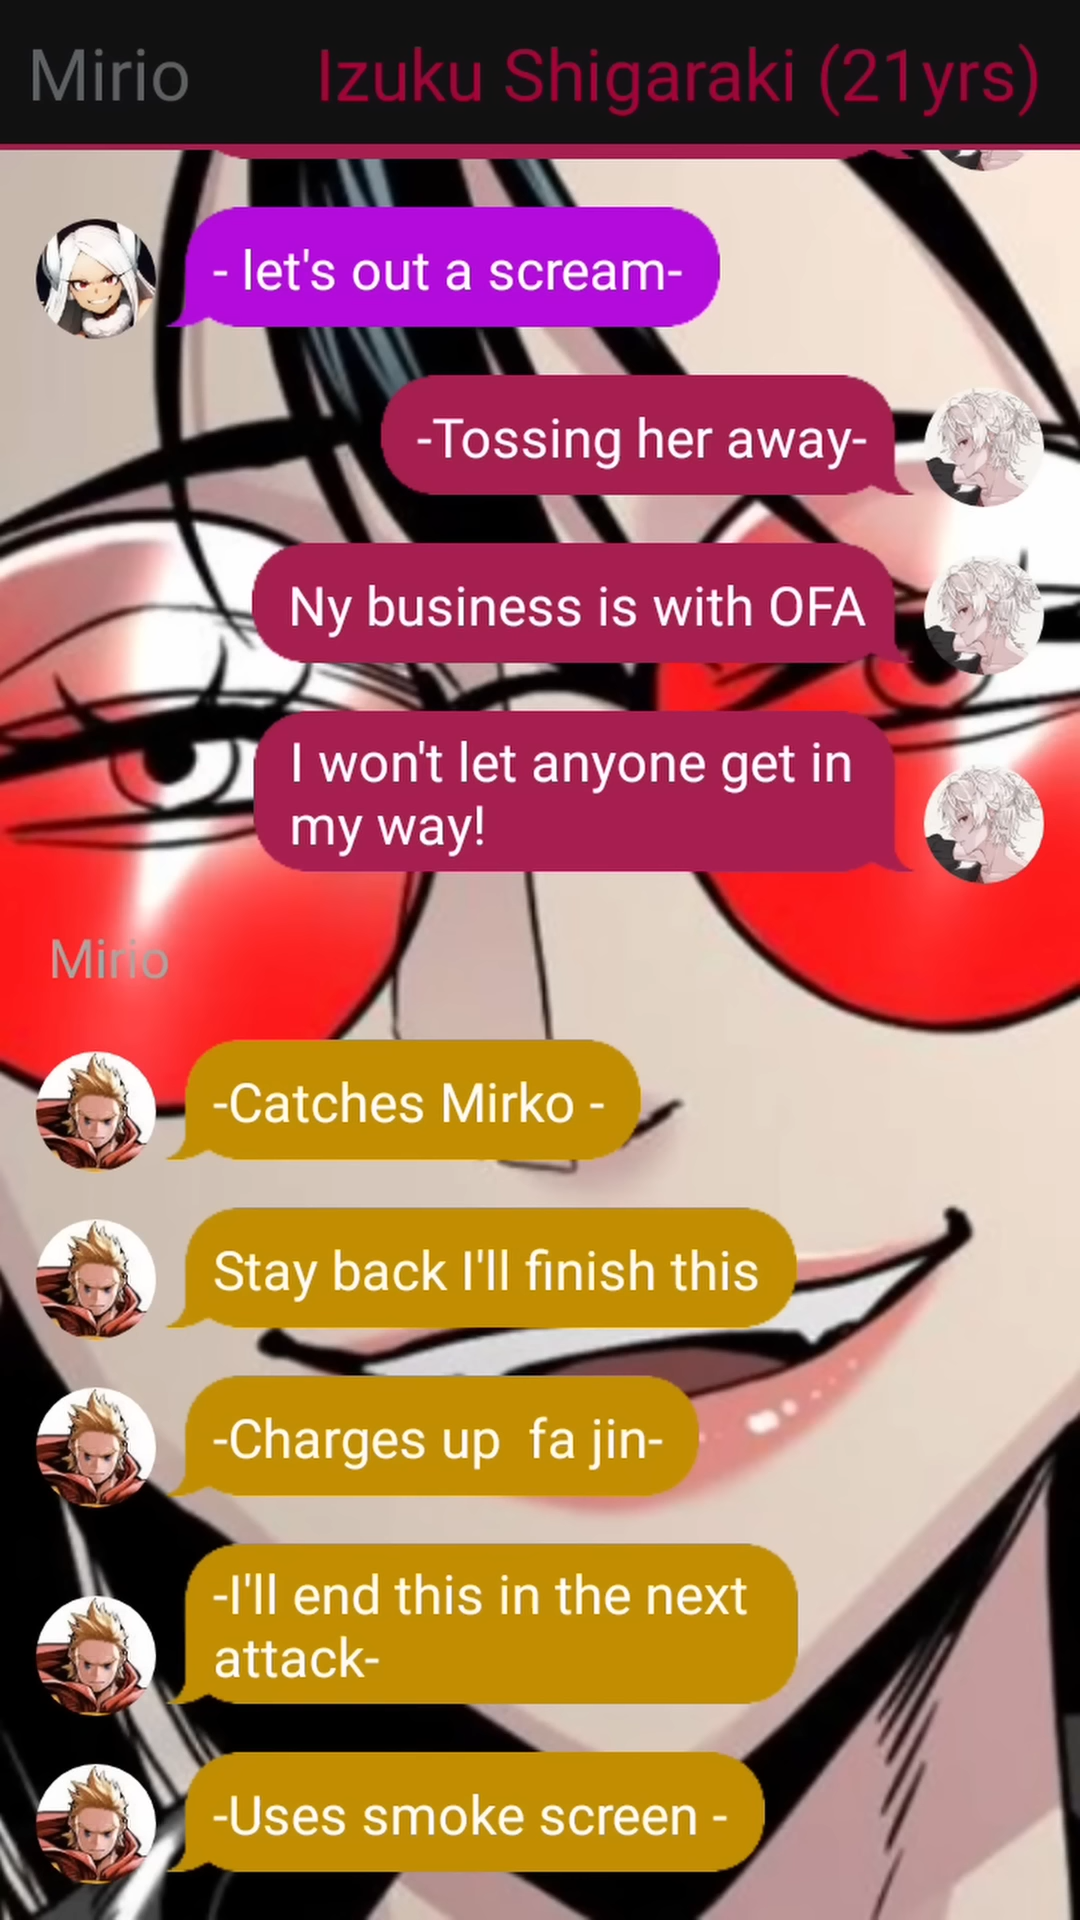 Mirio Izuku Shigaraki (21yrs)
- let's out a scream-
-Tossing her away-
Ny business is with OFA
I won't let anyone get in
my way!
Mirio
-Catches Mirko -
Stay back I'll finish this
-Charges up  fa jin-
-I'll end this in the next
attack-
-Uses smoke screen -